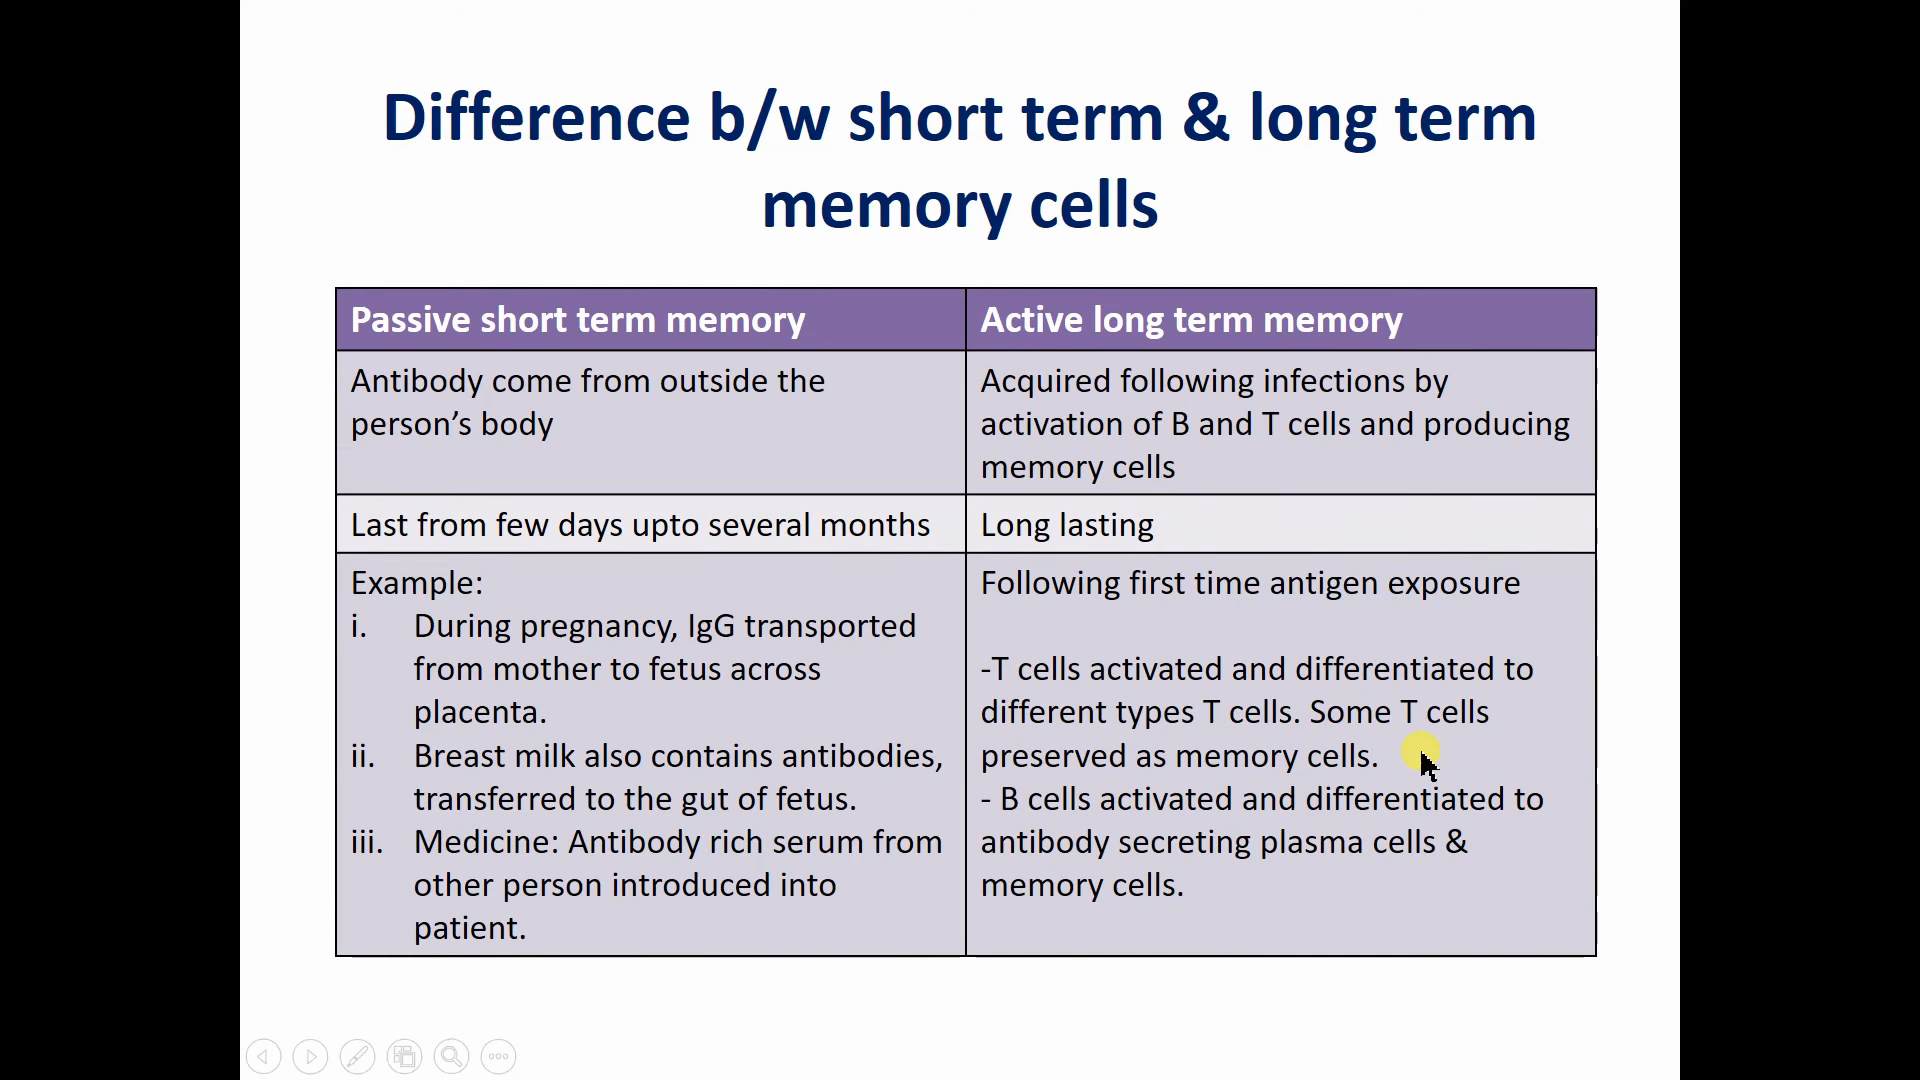 Difference b/w short term & long term
memory cells
Passive short term memory
Active long term memory
Antibody come from outside the
person’s body
Acquired following infections by
activation of B and T cells and producing
memory cells
Last from few days upto several months
Long lasting
Example:
i. During pregnancy, IgG transported
from mother to fetus across
placenta.
ii. Breast milk also contains antibodies,
transferred to the gut of fetus.
iii. Medicine: Antibody rich serum from
other person introduced into
patient.
Following first time antigen exposure
-T cells activated and differentiated to
different types T cells. Some T cells
preserved as memory cells.
- B cells activated and differentiated to
antibody secreting plasma cells &
memory cells.